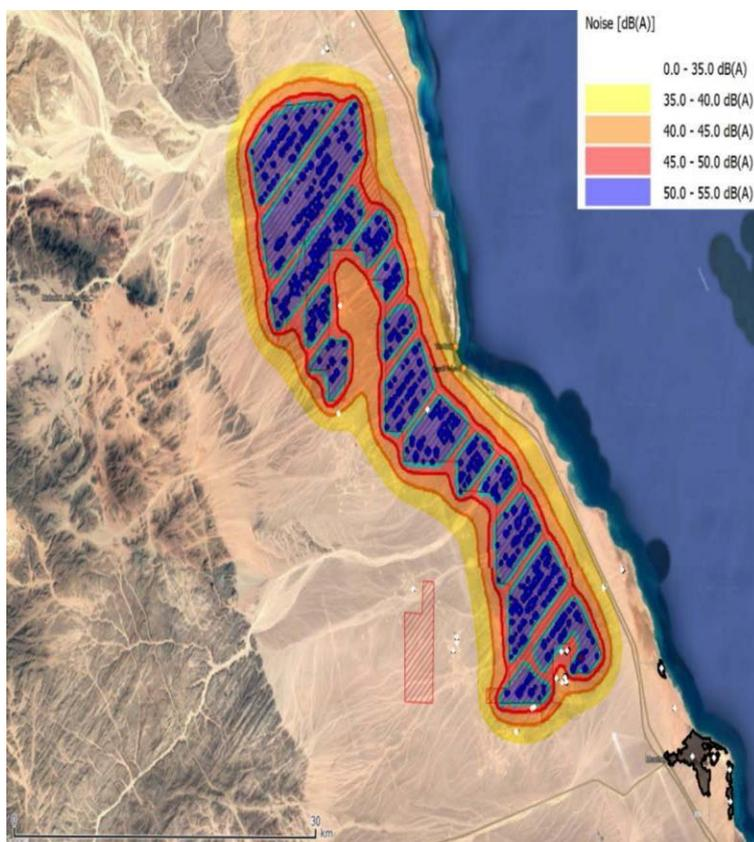 Noise [dB(A)]
0.0 - 35.0 dB(A)
35.0 - 40.0 dB(A)
40.0 - 45.0 dB(A)
45.0 - 50.0 dB(A)
50.0 - 55.0 dB(A)
0
30
km